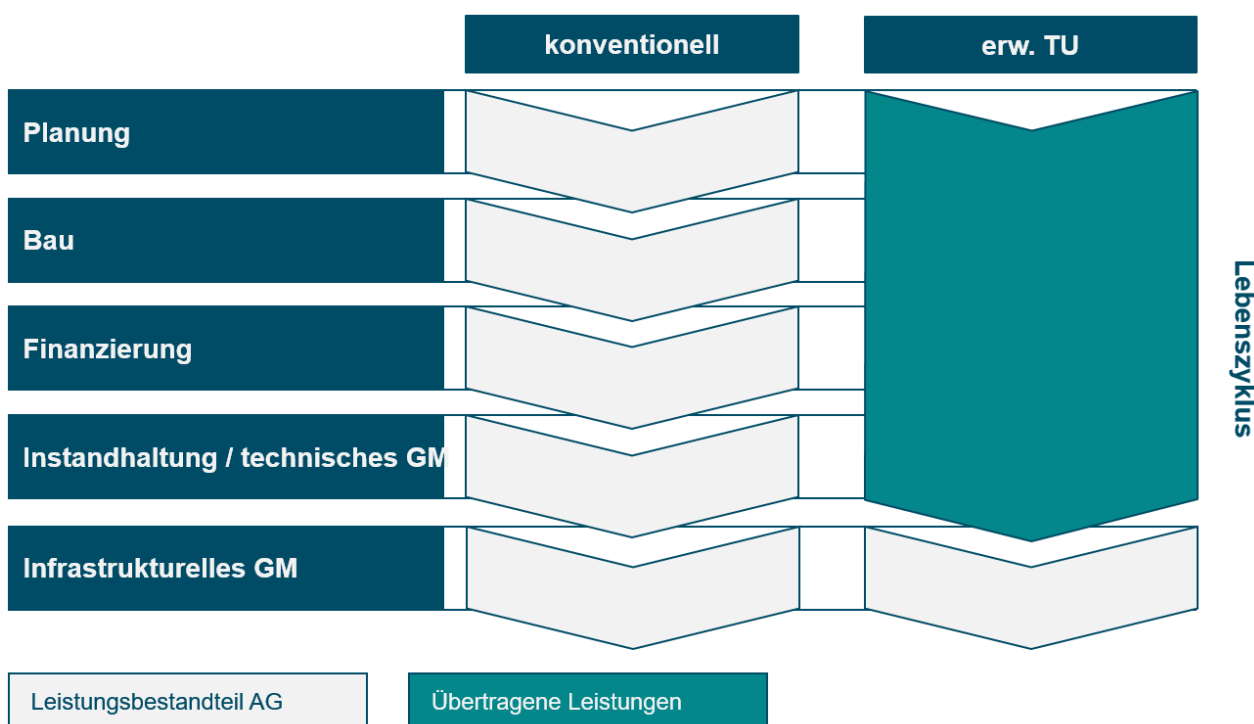 konventionell
erw. TU
Planung
Bau
Finanzierung
Instandhaltung / technisches GM
Infrastrukturelles GM
Lebenszyklus
Leistungsbestandteil AG
Übertragene Leistungen